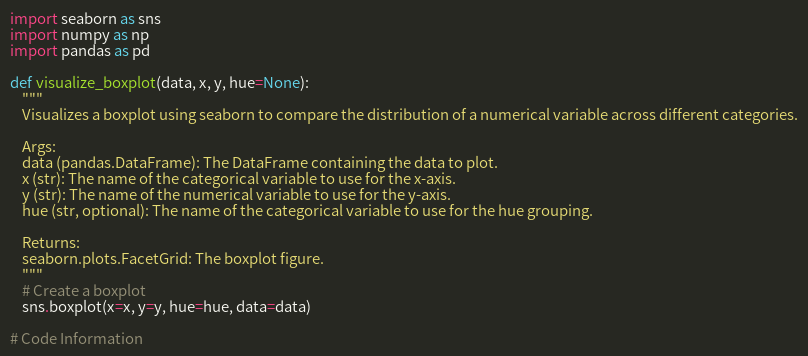 import seaborn as sns
import numpy as np
import pandas as pd

def visualize_boxplot(data, x, y, hue=None):
    """
    Visualizes a boxplot using seaborn to compare the distribution of a numerical variable across different categories.

    Args:
    data (pandas.DataFrame): The DataFrame containing the data to plot.
    x (str): The name of the categorical variable to use for the x-axis.
    y (str): The name of the numerical variable to use for the y-axis.
    hue (str, optional): The name of the categorical variable to use for the hue grouping.

    Returns:
    seaborn.plots.FacetGrid: The boxplot figure.
    """
    # Create a boxplot
    sns.boxplot(x=x, y=y, hue=hue, data=data)

# Code Information